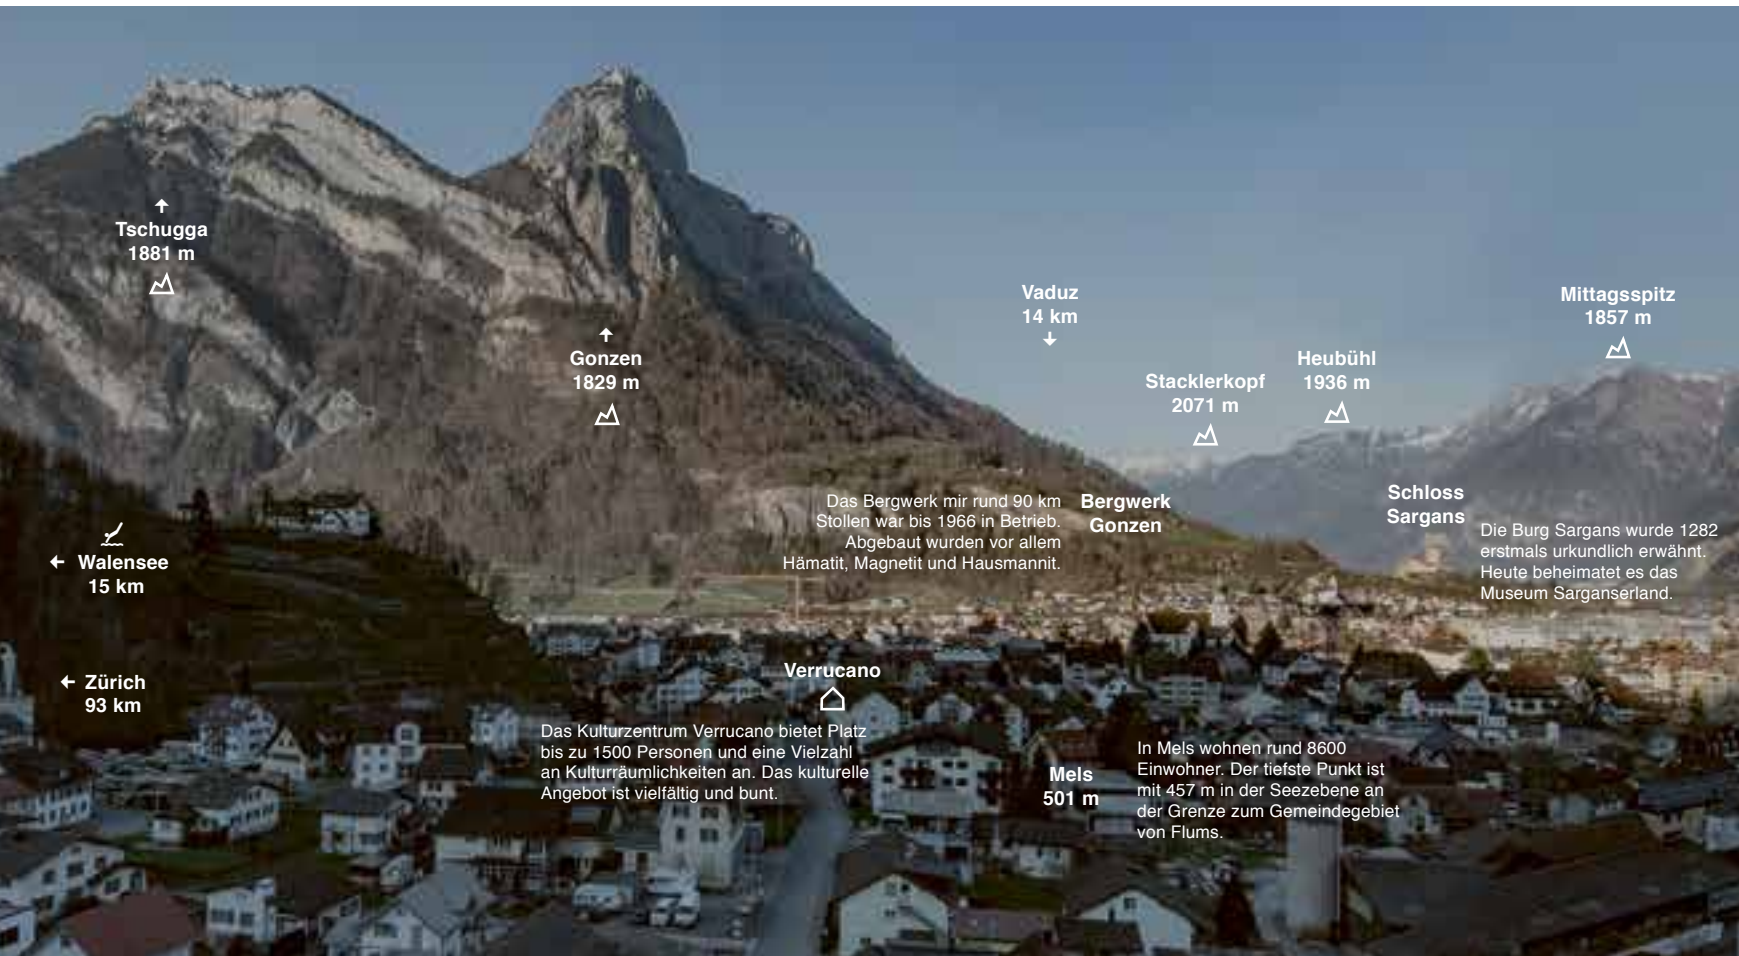 Tschugga
1881 m
Gonzen
1829 m
Vaduz
14 km
Stacklerkopf
2071 m
Heubühl
1936 m
Mittagsspitz
1857 m
Das Bergwerk mir rund 90 km
Stollen war bis 1966 in Betrieb.
Abgebaut wurden vor allem
Hämatit, Magnetit und Hausmannit.
Bergwerk
Gonzen
Schloss
Sargans
Die Burg Sargans wurde 1282
erstmals urkundlich erwähnt.
Heute beheimatet es das
Museum Sarganserland.
Walensee
15 km
Zürich
93 km
Verrucano
Das Kulturzentrum Verrucano bietet Platz
bis zu 1500 Personen und eine Vielzahl
an Kulturräumlichkeiten an. Das kulturelle
Angebot ist vielfältig und bunt.
Mels
501 m
In Mels wohnen rund 8600
Einwohner. Der tiefste Punkt ist
mit 457 m in der Seezebene an
der Grenze zum Gemeindegebiet
von Flums.